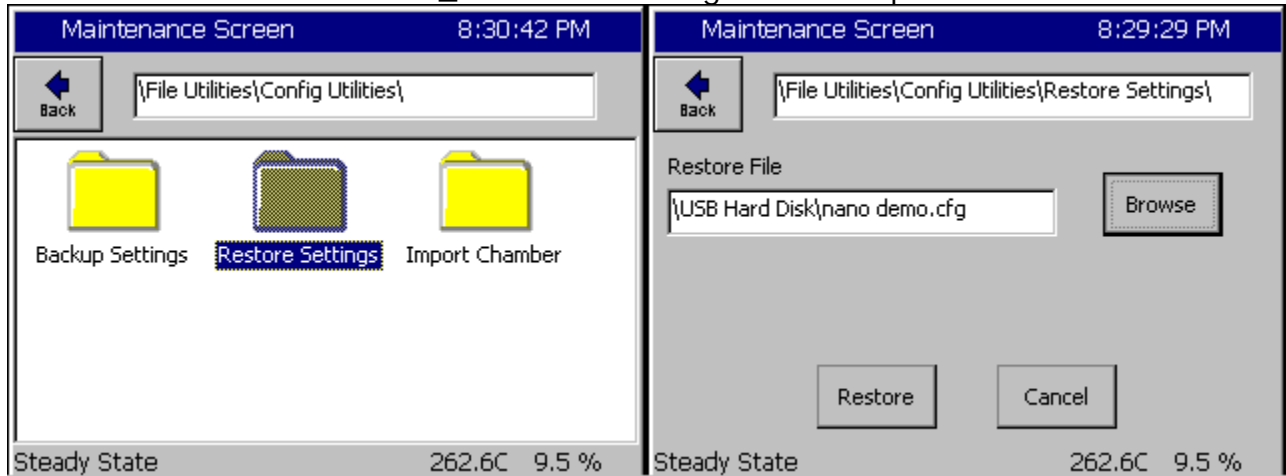 Maintenance Screen 8:30:42 PM
Back
\File Utilities\Config Utilities\
Backup Settings Restore Settings Import Chamber
Steady State 262.6C 9.5 %
Maintenance Screen 8:29:29 PM
Back
\File Utilities\Config Utilities\Restore Settings\
Restore File
\USB Hard Disk\nano demo.cfg
Browse
Restore Cancel
Steady State 262.6C 9.5 %